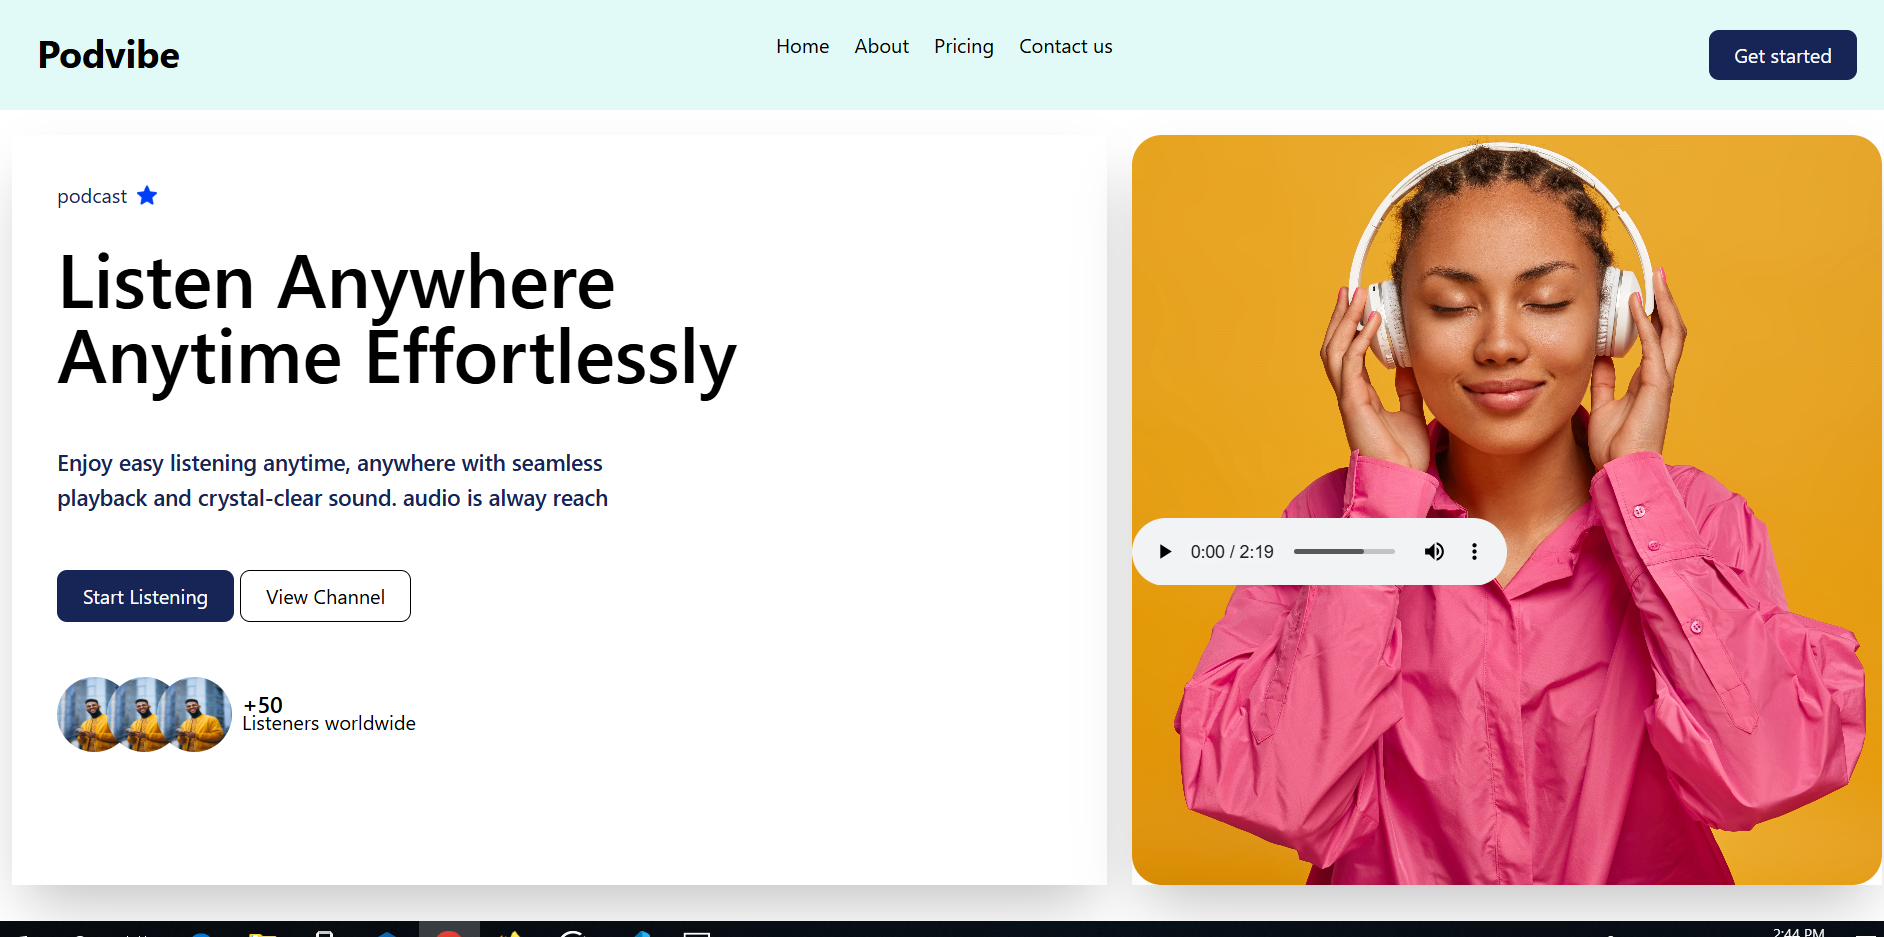 Podvibe
Home About Pricing Contact us
Get started
podcast
Listen Anywhere
Anytime Effortlessly
Enjoy easy listening anytime, anywhere with seamless
playback and crystal-clear sound. audio is alway reach
0:00 / 2:19
Start Listening
View Channel
+50
Listeners worldwide
2:44 PM